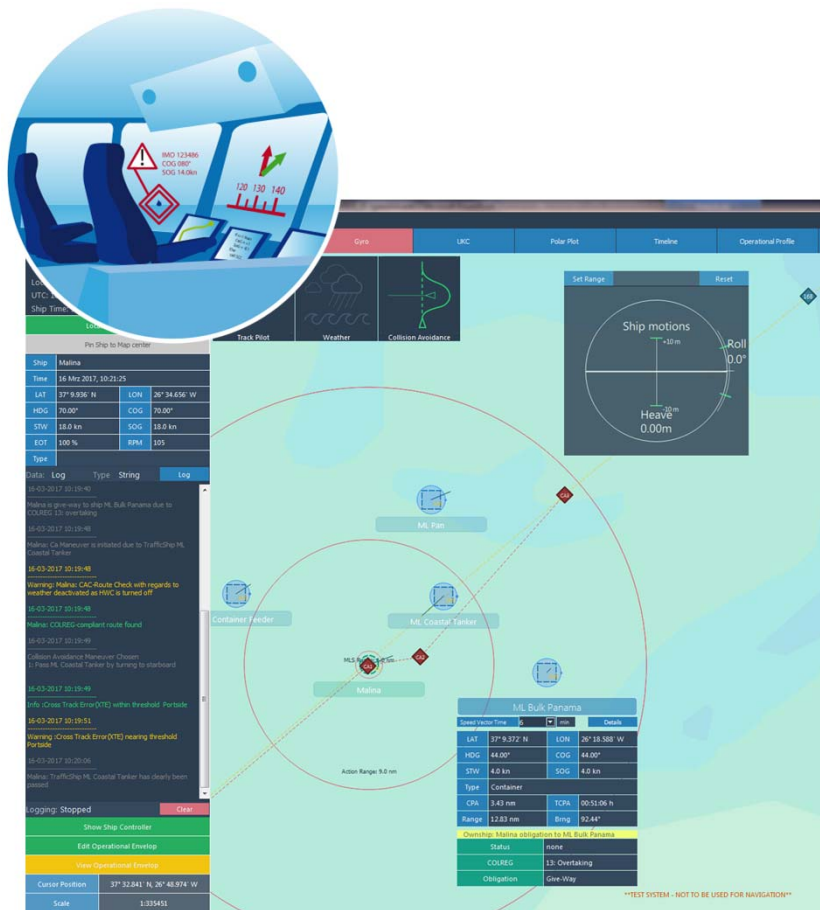 IMO 123486
COG 080°
SOG 14.0kn
120 130 140
Gyro
UKC
Polar Plot
Timeline
Operational Profile
Track Pilot
Weather
Collision Avoidance
Set Range
Reset
Ship motions
+10 m
Roll
0.0°
-10 m
Heave
0.00m
168
UTC:
Ship Time:
Pin Ship to Map center
Ship Malina
Time 16 Mrz 2017, 10:21:25
LAT 37° 9.936' N LON 26° 34.656' W
HDG 70.00° COG 70.00°
STW 18.0 kn SOG 18.0 kn
EOT 100 % RPM 105
Type
Data: Log Type String Log
16-03-2017 10:19:40
Malina is give-way to ship ML Bulk Panama due to
COLREG 13: overtaking
16-03-2017 10:19:48
Malina: Ca Maneuver is initiated due to TrafficShip ML
Coastal Tanker
16-03-2017 10:19:48
Warning: Malina: CAC-Route Check with regards to
weather deactivated as HWC is turned off
16-03-2017 10:19:48
Malina: COLREG-compliant route found
16-03-2017 10:19:49
Collision Avoidance Maneuver Chosen
1: Pass ML Coastal Tanker by turning to starboard
16-03-2017 10:19:49
Info :Cross Track Error(XTE) within threshold Portside
16-03-2017 10:19:51
Warning :Cross Track Error(XTE) nearing threshold
Portside
16-03-2017 10:20:06
Malina: TrafficShip ML Coastal Tanker has clearly been
passed
Logging: Stopped Clear
Show Ship Controller
Edit Operational Envelop
View Operational Envelop
Cursor Position 37° 32.841' N, 26° 48.974' W
Scale 1:335451
CA3
ML Pan
Container Feeder
ML Coastal Tanker
CA2
CA1
Malina
Action Range: 9.0 nm
ML Bulk Panama
Speed Vector Time 6 min Details
LAT 37° 9.372' N LON 26° 18.588' W
HDG 44.00° COG 44.00°
STW 4.0 kn SOG 4.0 kn
Type Container
CPA 3.43 nm TCPA 00:51:06 h
Range 12.83 nm Brng 92.44°
Ownship: Malina obligation to ML Bulk Panama
Status none
COLREG 13: Overtaking
Obligation Give-Way
**TEST SYSTEM - NOT TO BE USED FOR NAVIGATION**